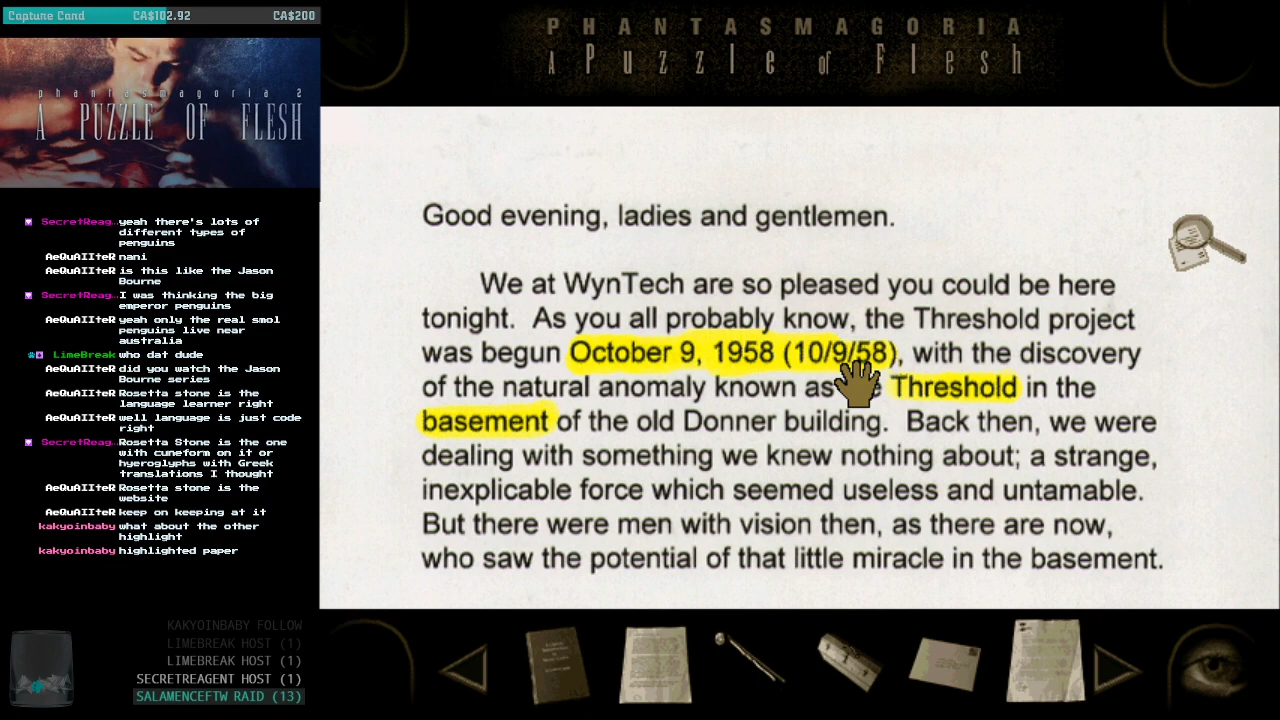 Capture Card
CA$102.92
CA$200
phantasmagoria 2
A PUZZLE OF FLESH
PHANTASMAGORIA
A Puzzle of Flesh
SecretReag… yeah there's lots of
different types of
penguins
AeQuAIIteR nani
AeQuAIIteR is this like the Jason
Bourne
SecretReag… I was thinking the big
emperor penguins
AeQuAIIteR yeah only the real smol
penguins live near
australia
LimeBreak who dat dude
AeQuAIIteR did you watch the Jason
Bourne series
AeQuAIIteR Rosetta stone is the
language learner right
AeQuAIIteR well language is just code
right
SecretReag… Rosetta Stone is the one
with cuneform on it or
hyeroglyphs with Greek
translations I thought
AeQuAIIteR Rosetta stone is the
website
AeQuAIIteR keep on keeping at it
kakyoinbaby what about the other
highlight
kakyoinbaby highlighted paper
KAKYOINBABY FOLLOW
LIMEBREAK HOST (1)
LIMEBREAK HOST (1)
SECRETREAGENT HOST (1)
SALAMENCEFTW RAID (13)
Good evening, ladies and gentlemen.
We at WynTech are so pleased you could be here
tonight. As you all probably know, the Threshold project
was begun October 9, 1958 (10/9/58), with the discovery
of the natural anomaly known as Threshold in the
basement of the old Donner building. Back then, we were
dealing with something we knew nothing about; a strange,
inexplicable force which seemed useless and untamable.
But there were men with vision then, as there are now,
who saw the potential of that little miracle in the basement.